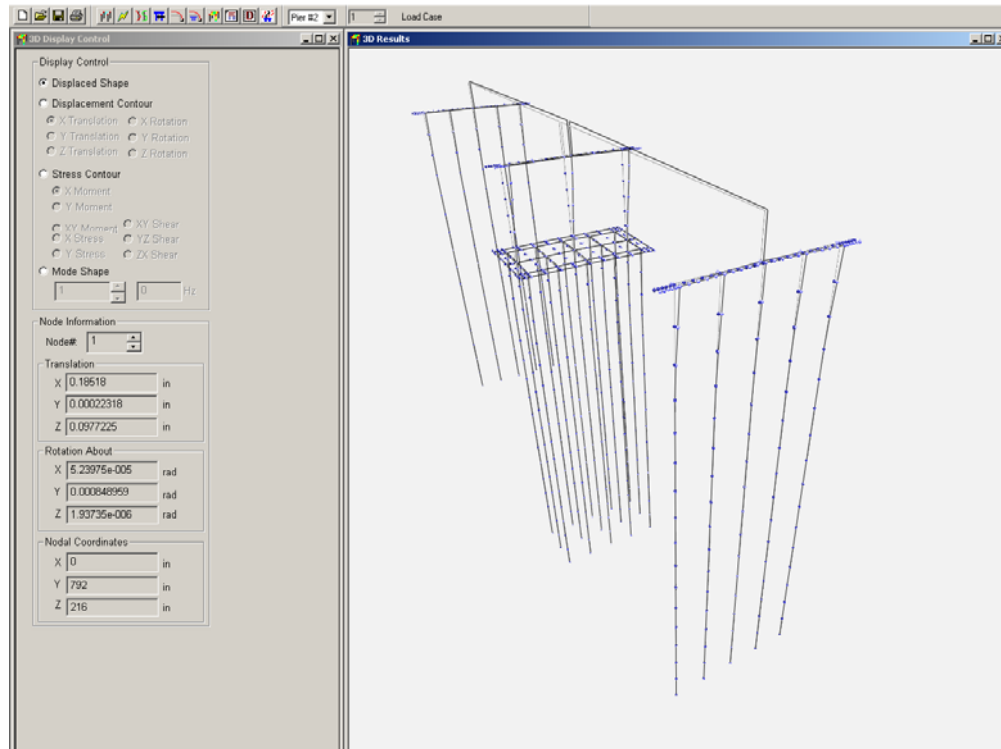 Pier #2 1 Load Case
3D Display Control
3D Results
Display Control
Displaced Shape
Displacement Contour
X Translation X Rotation
Y Translation Y Rotation
Z Translation Z Rotation
Stress Contour
X Moment
Y Moment
XY Moment XY Shear
X Stress YZ Shear
Y Stress ZX Shear
Mode Shape
1 0 Hz
Node Information
Node#: 1
Translation
X 0.18518 in
Y 0.00022318 in
Z 0.0977225 in
Rotation About
X 5.23975e-005 rad
Y 0.000848959 rad
Z 1.93735e-006 rad
Nodal Coordinates
X 0 in
Y 792 in
Z 216 in